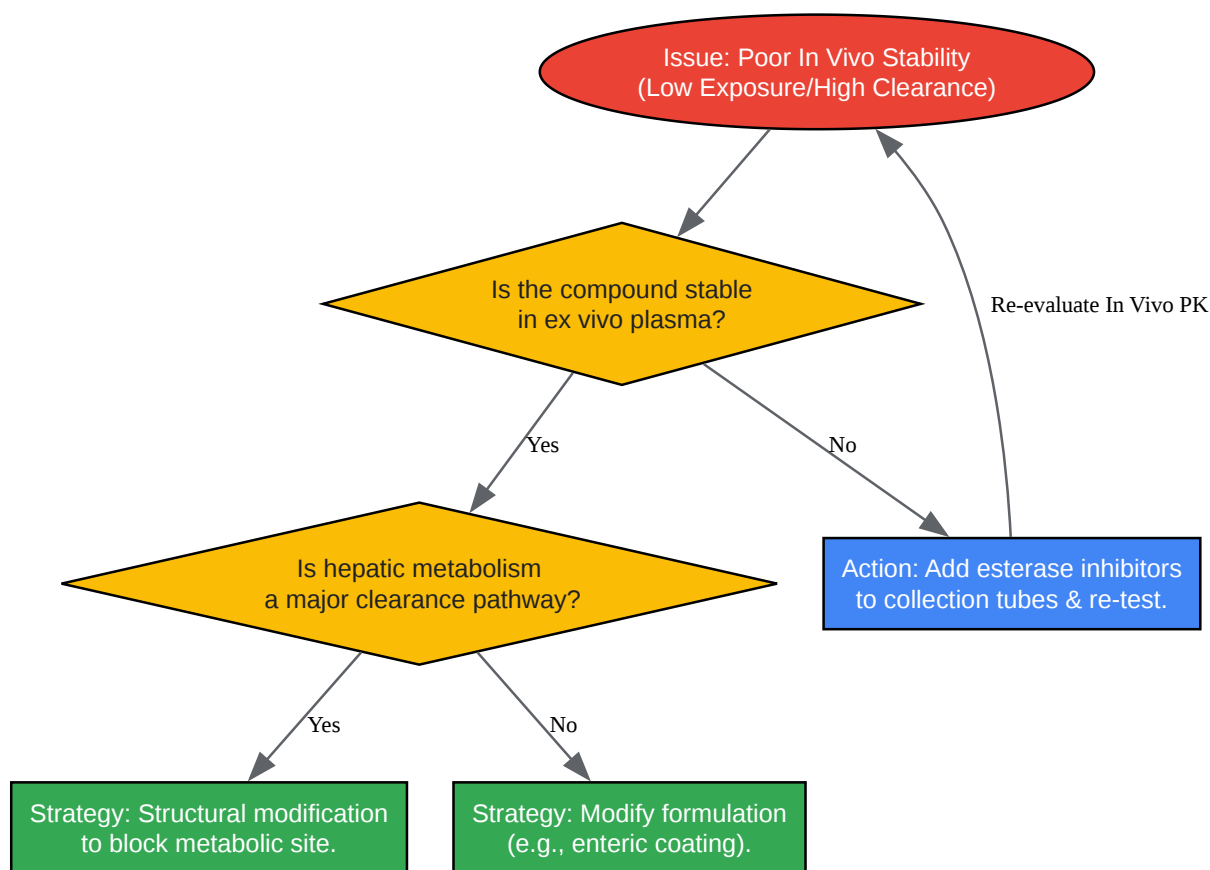 Issue: Poor In Vivo Stability
(Low Exposure/High Clearance)
Is the compound stable
in ex vivo plasma?
Re-evaluate In Vivo PK
Yes
No
Is hepatic metabolism
a major clearance pathway?
Action: Add esterase inhibitors
to collection tubes & re-test.
Yes
No
Strategy: Structural modification
to block metabolic site.
Strategy: Modify formulation
(e.g., enteric coating).